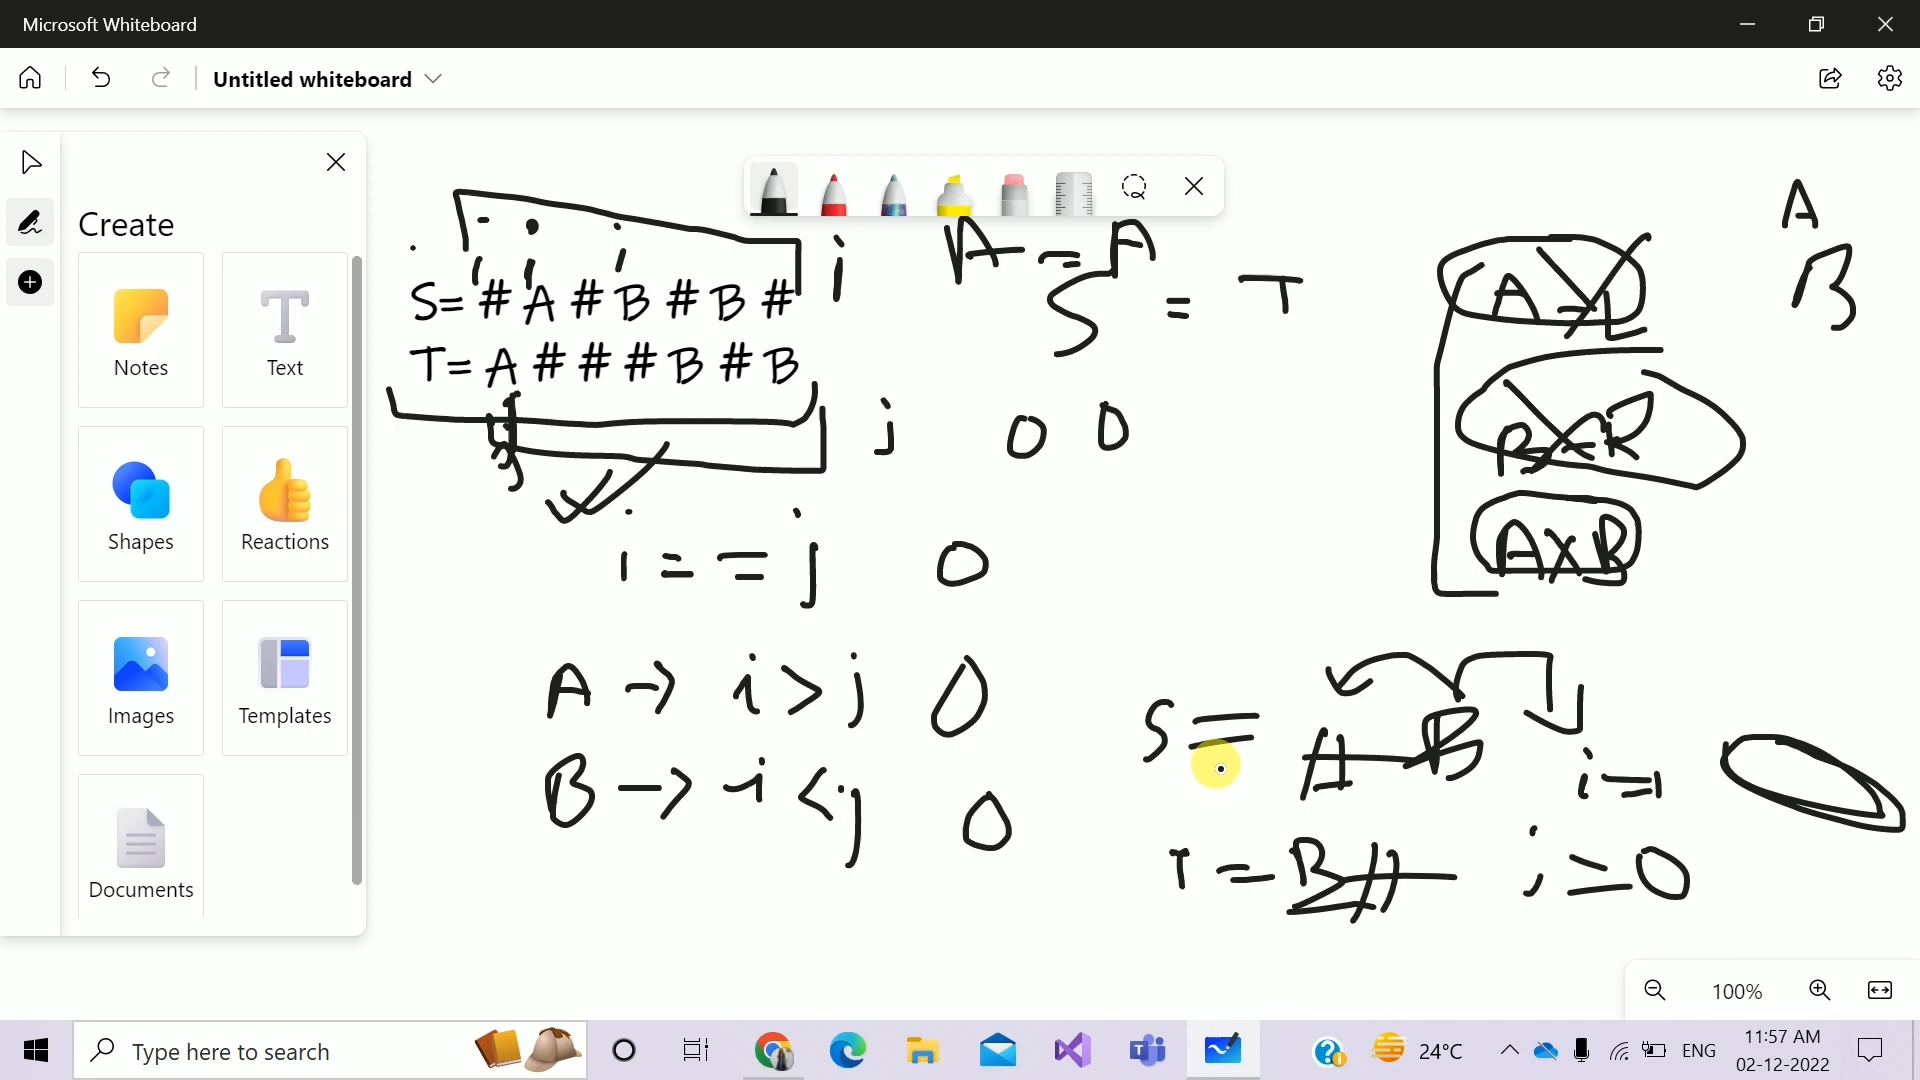 Microsoft Whiteboard
Untitled whiteboard
Create
Notes
Text
Shapes
Reactions
Images
Templates
Documents
S= # A # B # B #
T= A # # # B # B
i
j
A = A
S = T
0 0
i == j 0
A → i > j 0
B → i < j 0
A
B
A X B
S =
i = 1
T = B
j = 0
100%
Type here to search
24°C
ENG
11:57 AM
02-12-2022